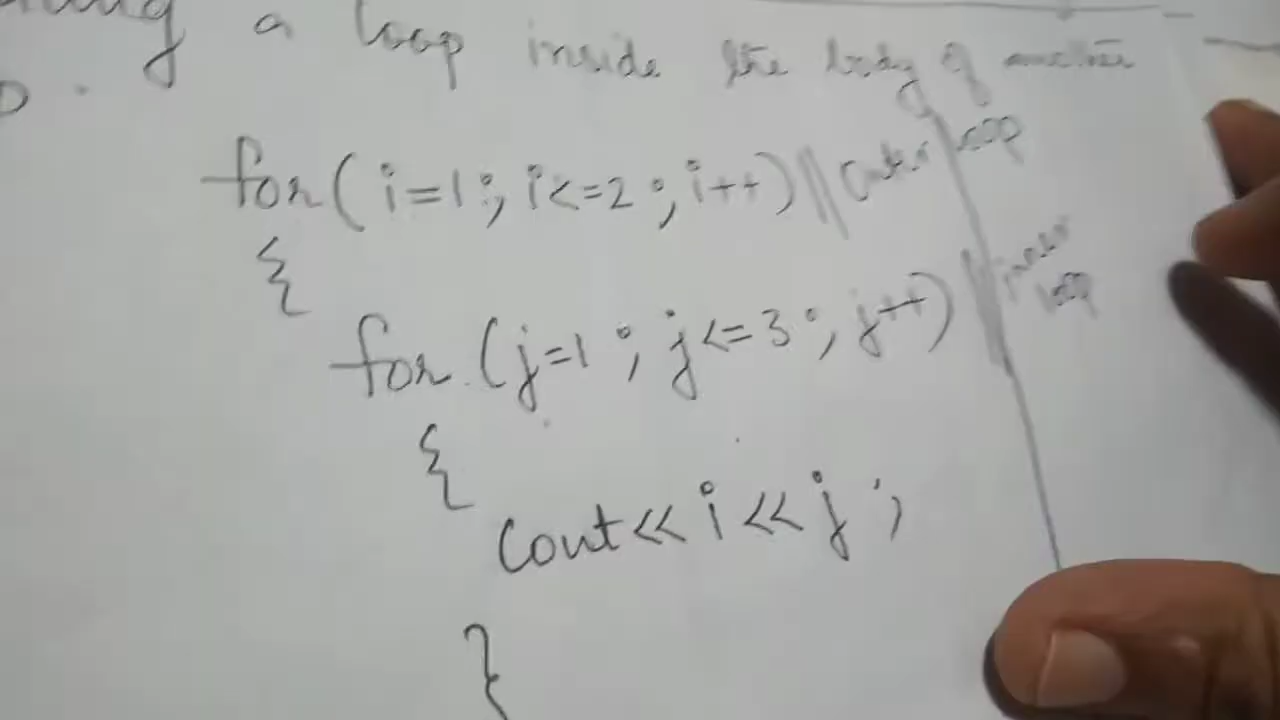 a loop inside the body of another
for(i=1; i<=2; i++)||Outer loop
{
for(j=1; j<=3; j++)||inner
loop
{
cout<<i<<j;
}